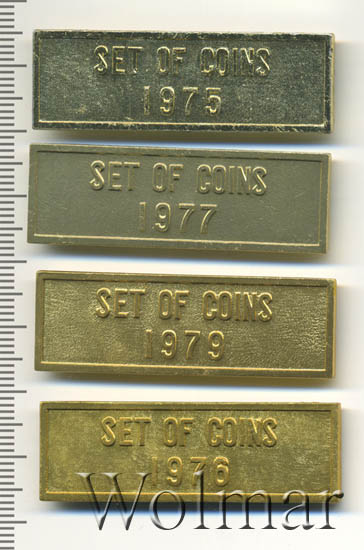 SET OF COINS
1975
SET OF COINS
1977
SET OF COINS
1979
SET OF COINS
1976
Wolmar